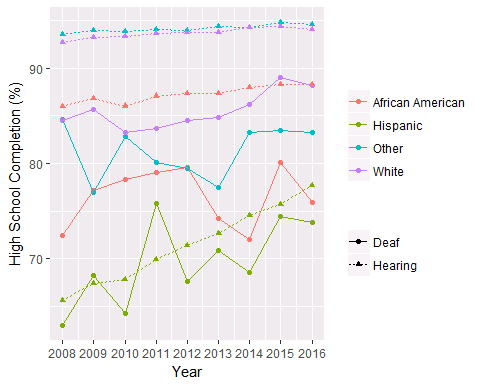 High School Completion (%)
90
80
70
2008 2009 2010 2011 2012 2013 2014 2015 2016
Year
African American
Hispanic
Other
White
Deaf
Hearing